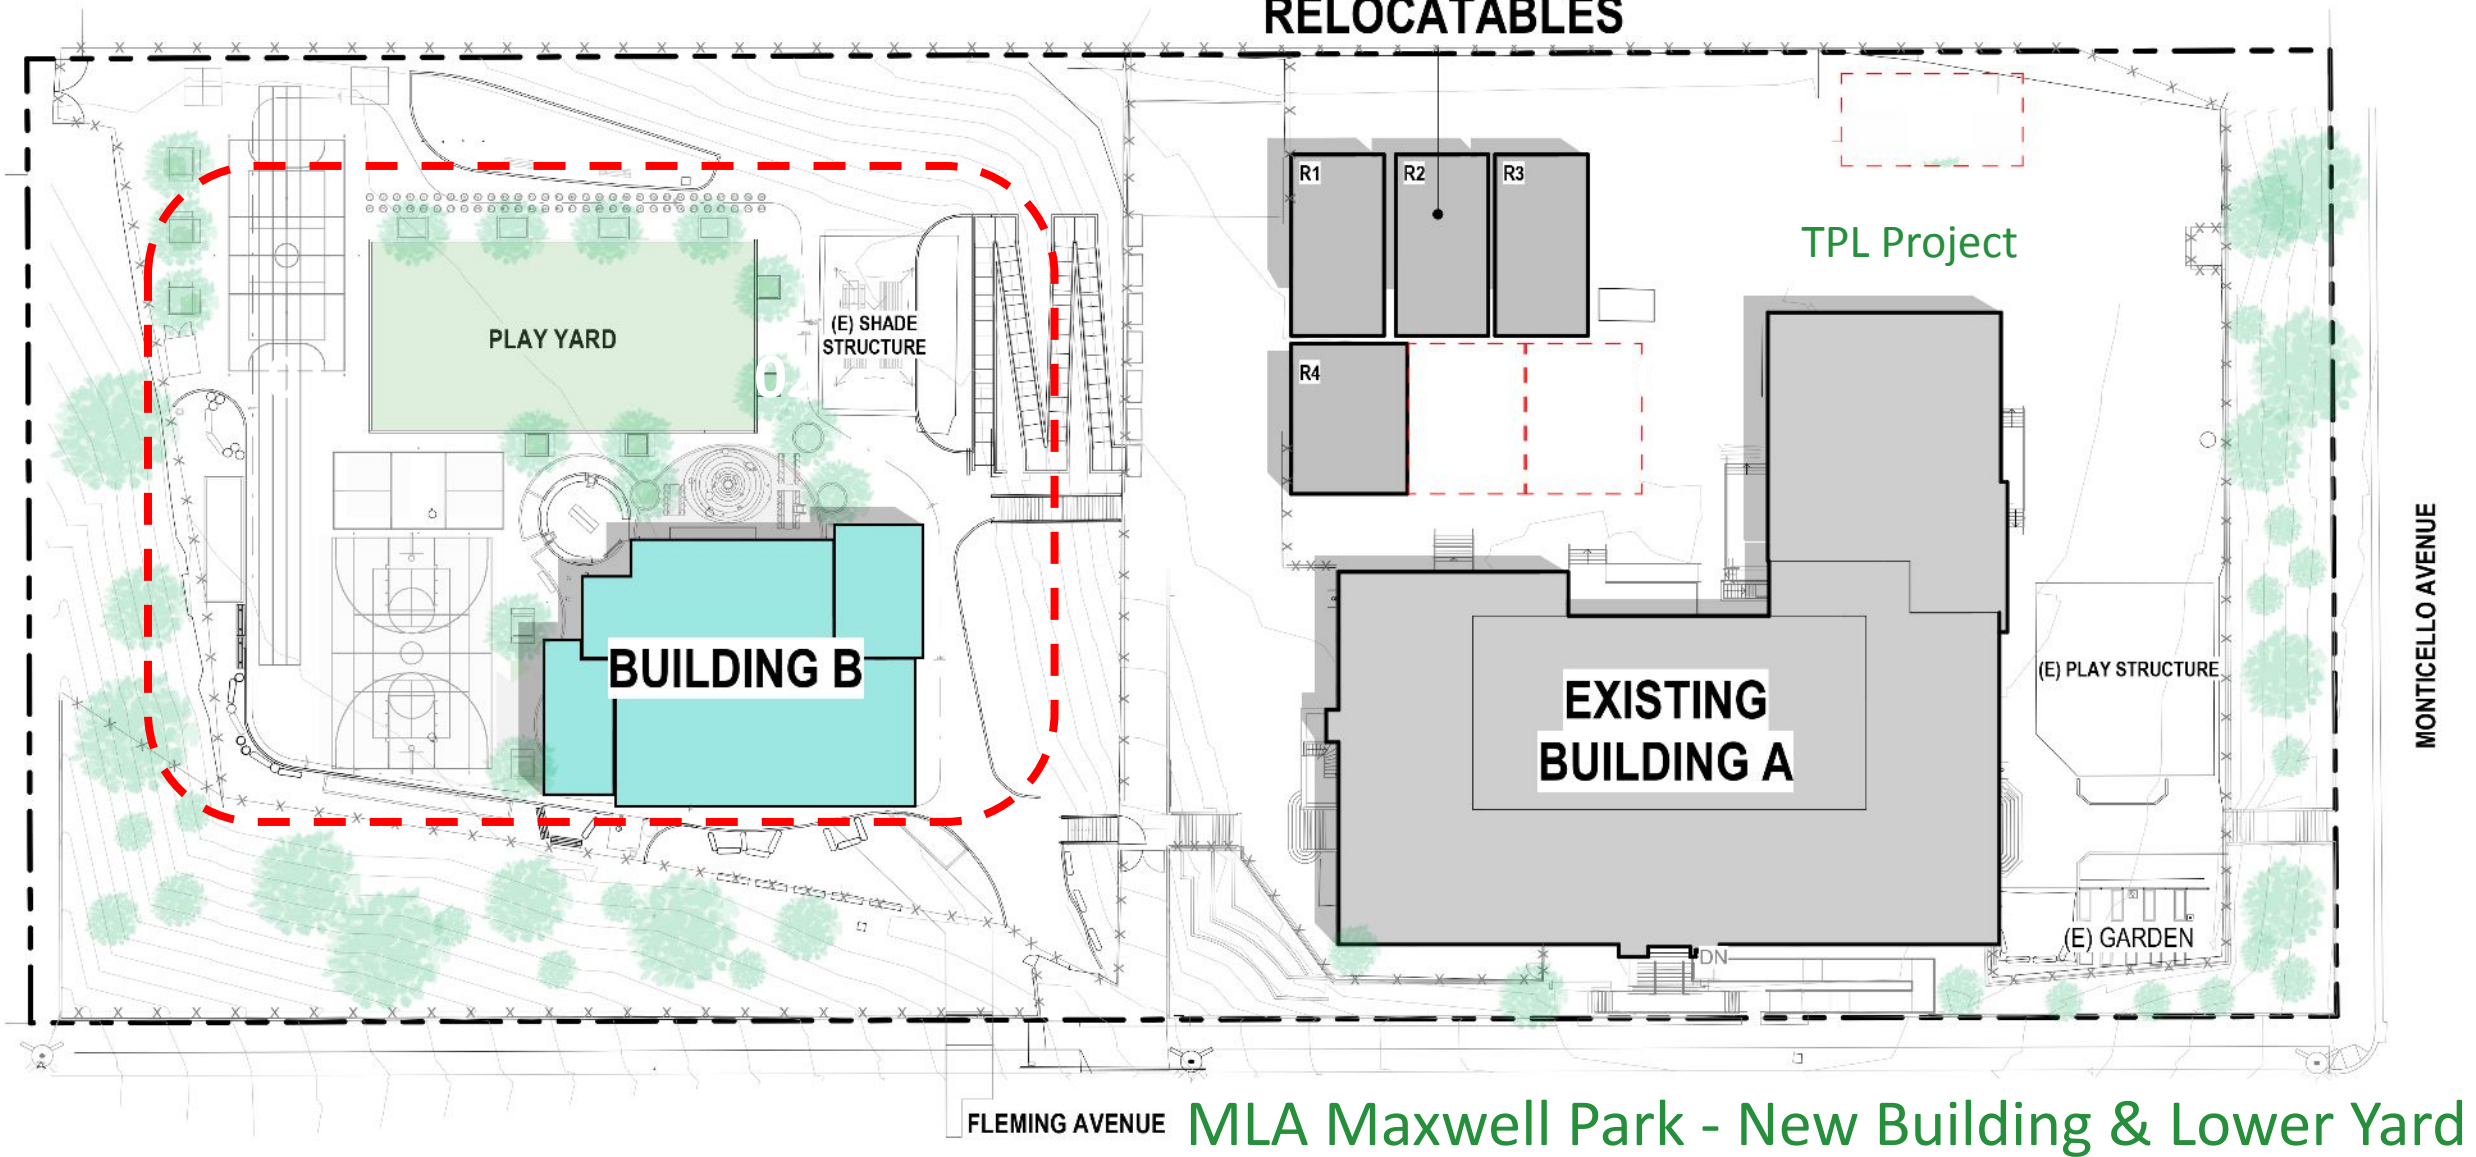 RELOCATABLES
R1
R2
R3
TPL Project
PLAY YARD
(E) SHADE
STRUCTURE
R4
BUILDING B
EXISTING
BUILDING A
(E) PLAY STRUCTURE
MONTICELLO AVENUE
(E) GARDEN
DN
FLEMING AVENUE
MLA Maxwell Park - New Building & Lower Yard